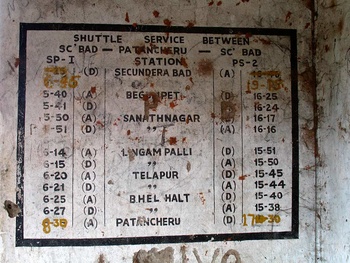 SHUTTLE SERVICE BETWEEN
SC'BAD — PATANCHERU — SC' BAD
SP-I STATION PS-2
(D) SECUNDERA BAD (A)
5-40 (A) BEGUMPET (D) 16-25
5-41 (D) (A) 16-24
5-50 (A) SANATHNAGAR (D) 16-17
5-51 (D) ” (A) 16-16
6-14 (A) LINGAM PALLI (D) 15-51
6-15 (D) ” (A) 15-50
6-20 (A) TELAPUR (D) 15-45
6-21 (D) ” (A) 15-44
6-25 (A) B.HEL HALT (D) 15-40
6-27 (D) ” (A) 15-38
(A) PATANCHERU (D)